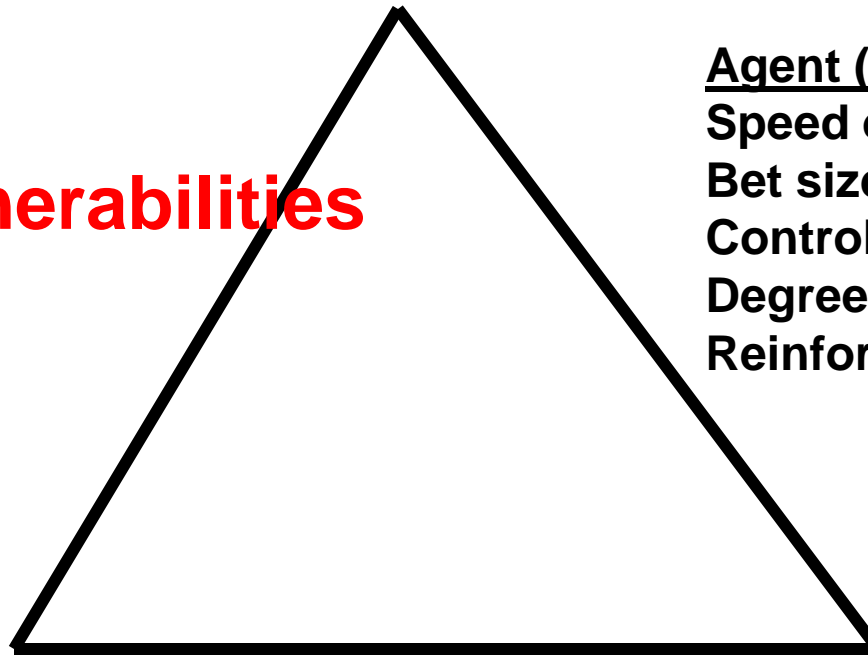 Agent (
Speed
Bet size
nerabilities
Control
Degree
Reinfor